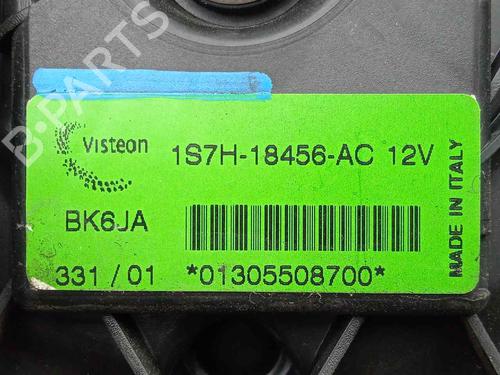 B-PARTS
Visteon 1S7H-18456-AC 12V
BK6JA
331 / 01 *01305508700*
MADE IN ITALY